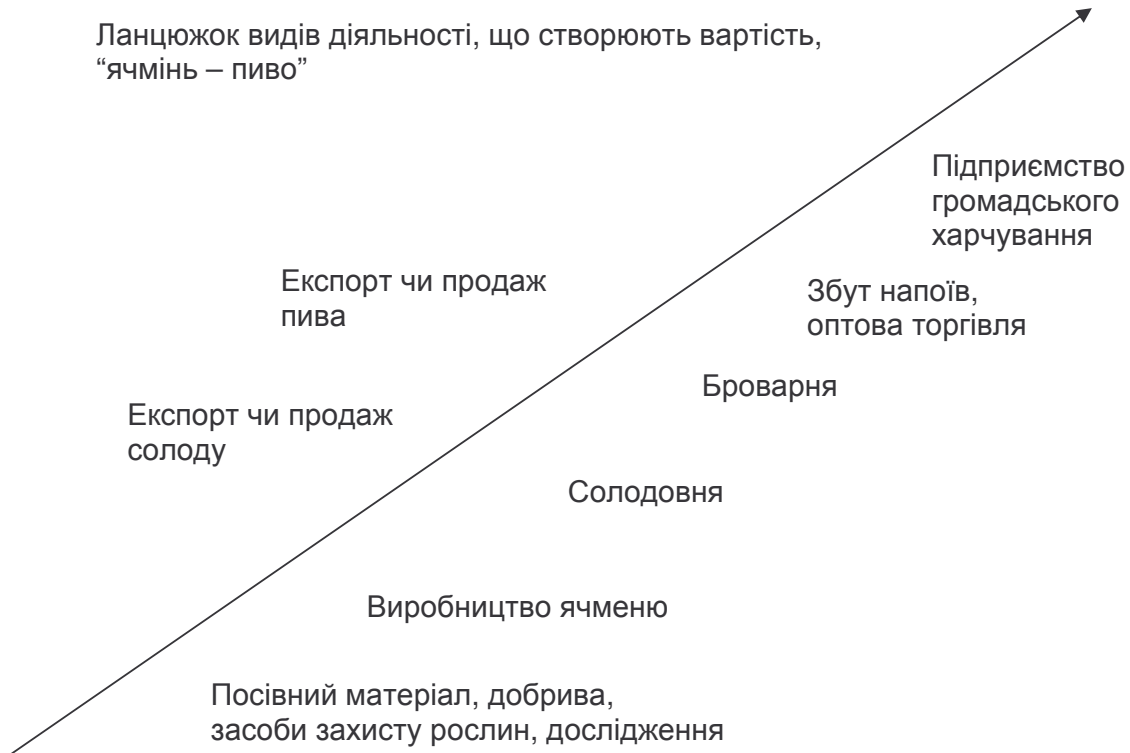 Ланцюжок видів діяльності, що створюють вартість,
“ячмінь – пиво”
Підприємство
громадського
харчування
Експорт чи продаж
пива
Збут напоїв,
оптова торгівля
Броварня
Експорт чи продаж
солоду
Солодовня
Виробництво ячменю
Посівний матеріал, добрива,
засоби захисту рослин, дослідження